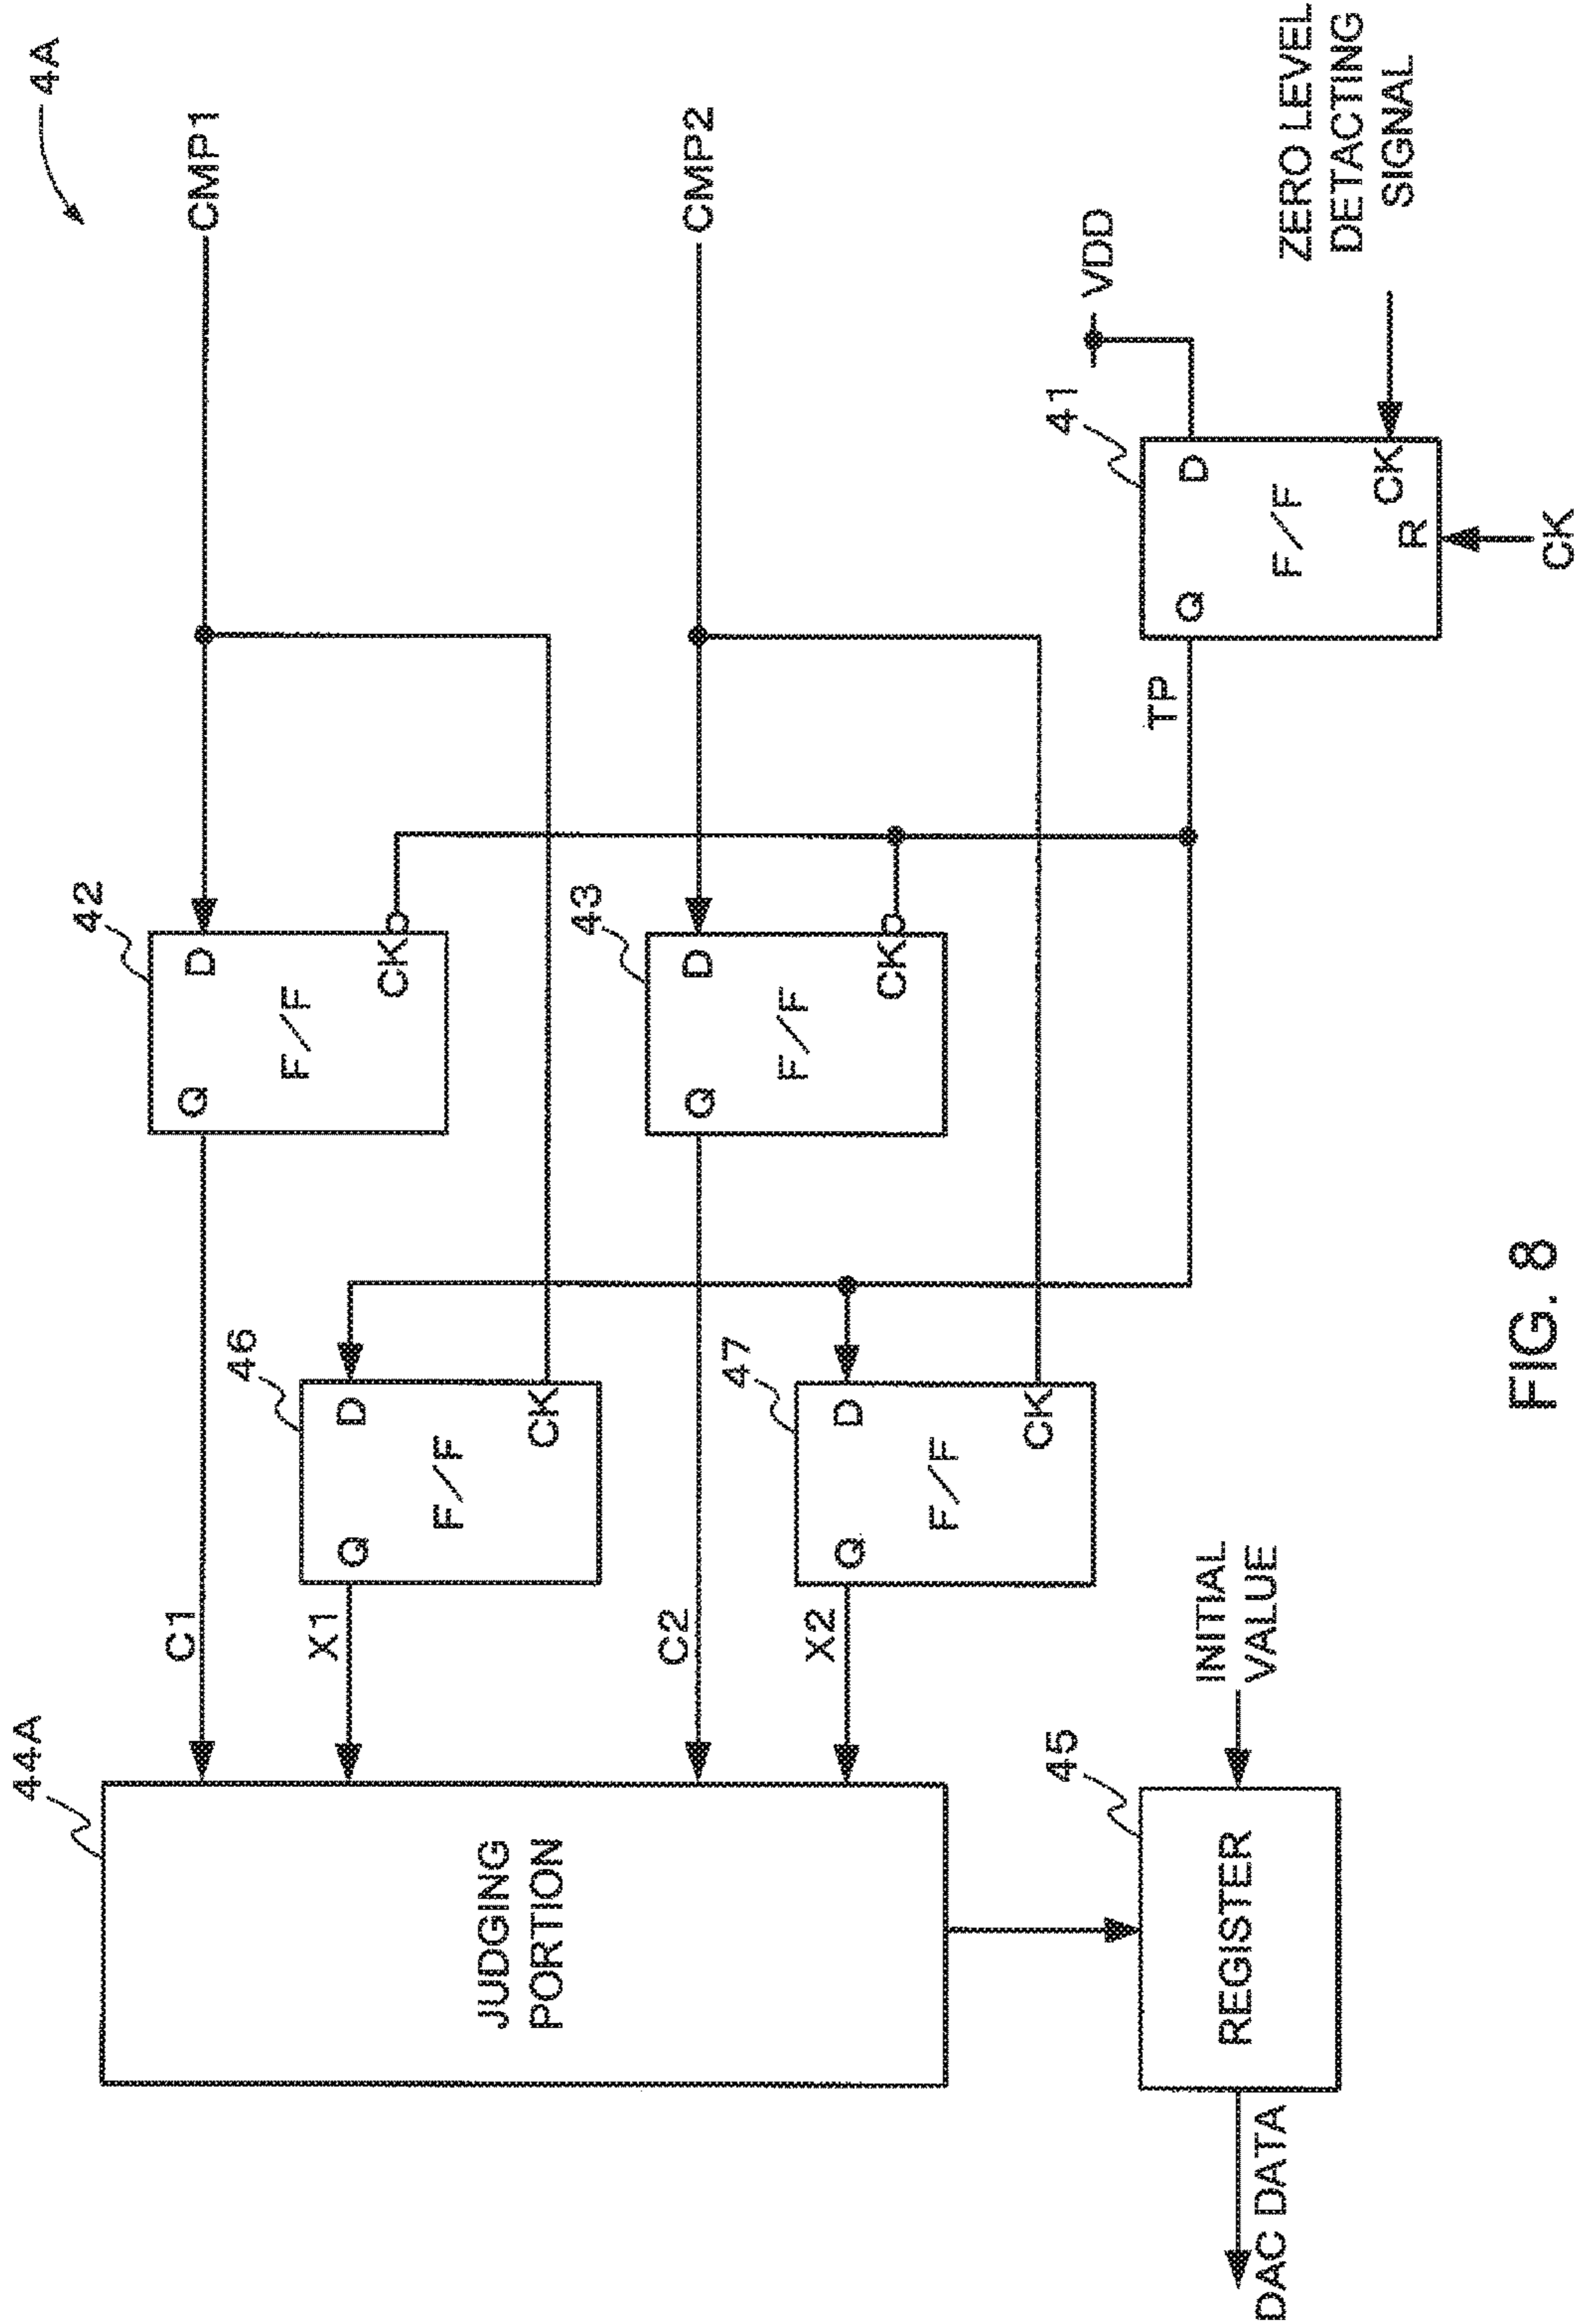 4A
CMP1
CMP2
VDD
ZERO LEVEL
DETACTING
SIGNAL
41
D
Q
F/F
CK
R
CK
TP
42
D
Q
F/F
CK
43
D
Q
F/F
CK
46
D
Q
F/F
CK
47
D
Q
F/F
CK
C1
X1
C2
X2
44A
JUDGING
PORTION
45
REGISTER
INITIAL
VALUE
DAC DATA
FIG. 8